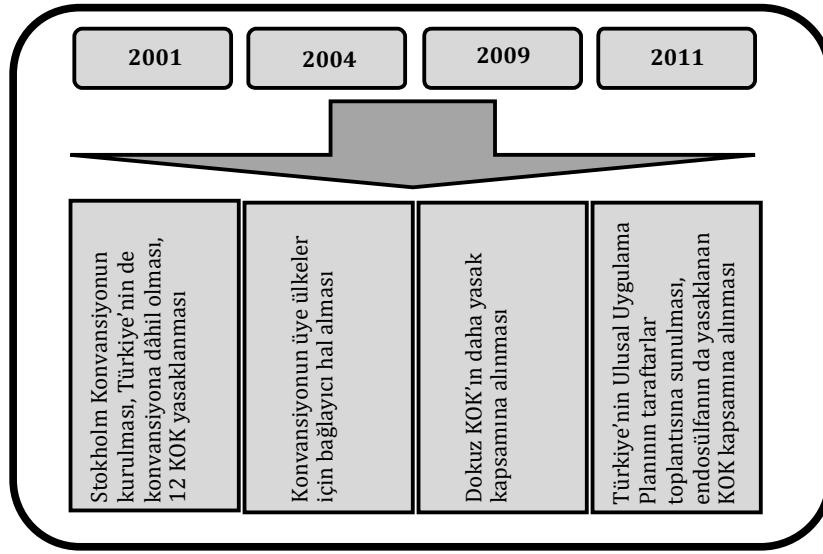 2001
2004
2009
2011
Stokholm Konvansiyonun
kurulması, Türkiye’nin de
konvansiyona dâhil olması,
12 KOK yasaklanması
Konvansiyonun üye ülkeler
için bağlayıcı hal alması
Dokuz KOK’ın daha yasak
kapsamına alınması
Türkiye’nin Ulusal Uygulama
Planının taraftarlar
toplantısına sunulması,
endosülfanın da yasaklanan
KOK kapsamına alınması